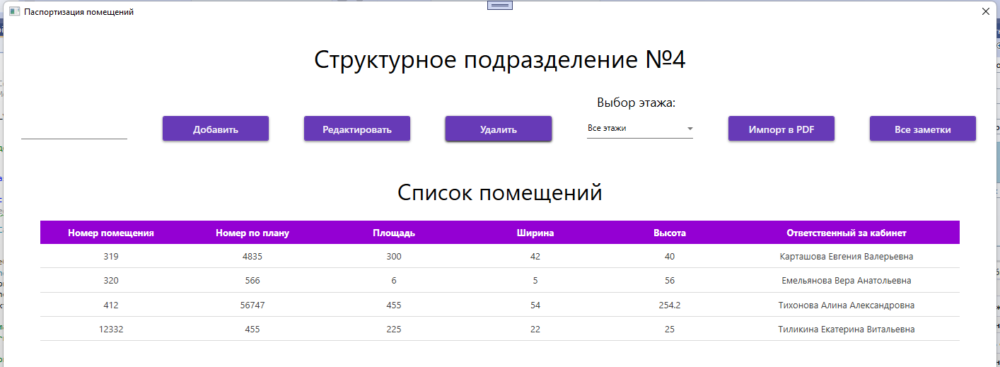 Паспортизация помещений
Структурное подразделение №4
Выбор этажа:
Добавить Редактировать Удалить Все этажи Импорт в PDF Все заметки
Список помещений
Номер помещения Номер по плану Площадь Ширина Высота Ответственный за кабинет
319 4835 300 42 40 Карташова Евгения Валерьевна
320 566 6 5 56 Емельянова Вера Анатольевна
412 56747 455 54 254.2 Тихонова Алина Александровна
12332 455 225 22 25 Тиликина Екатерина Витальевна